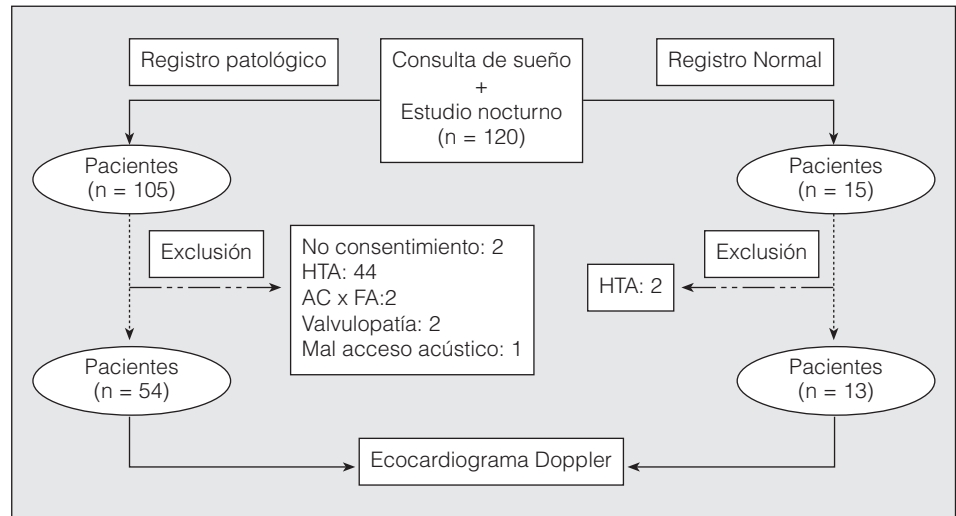 Registro patológico
Consulta de sueño
+
Estudio nocturno
(n = 120)
Registro Normal
Pacientes
(n = 105)
Pacientes
(n = 15)
Exclusión
No consentimiento: 2
HTA: 44
AC x FA:2
Valvulopatía: 2
Mal acceso acústico: 1
HTA: 2
Exclusión
Pacientes
(n = 54)
Pacientes
(n = 13)
Ecocardiograma Doppler